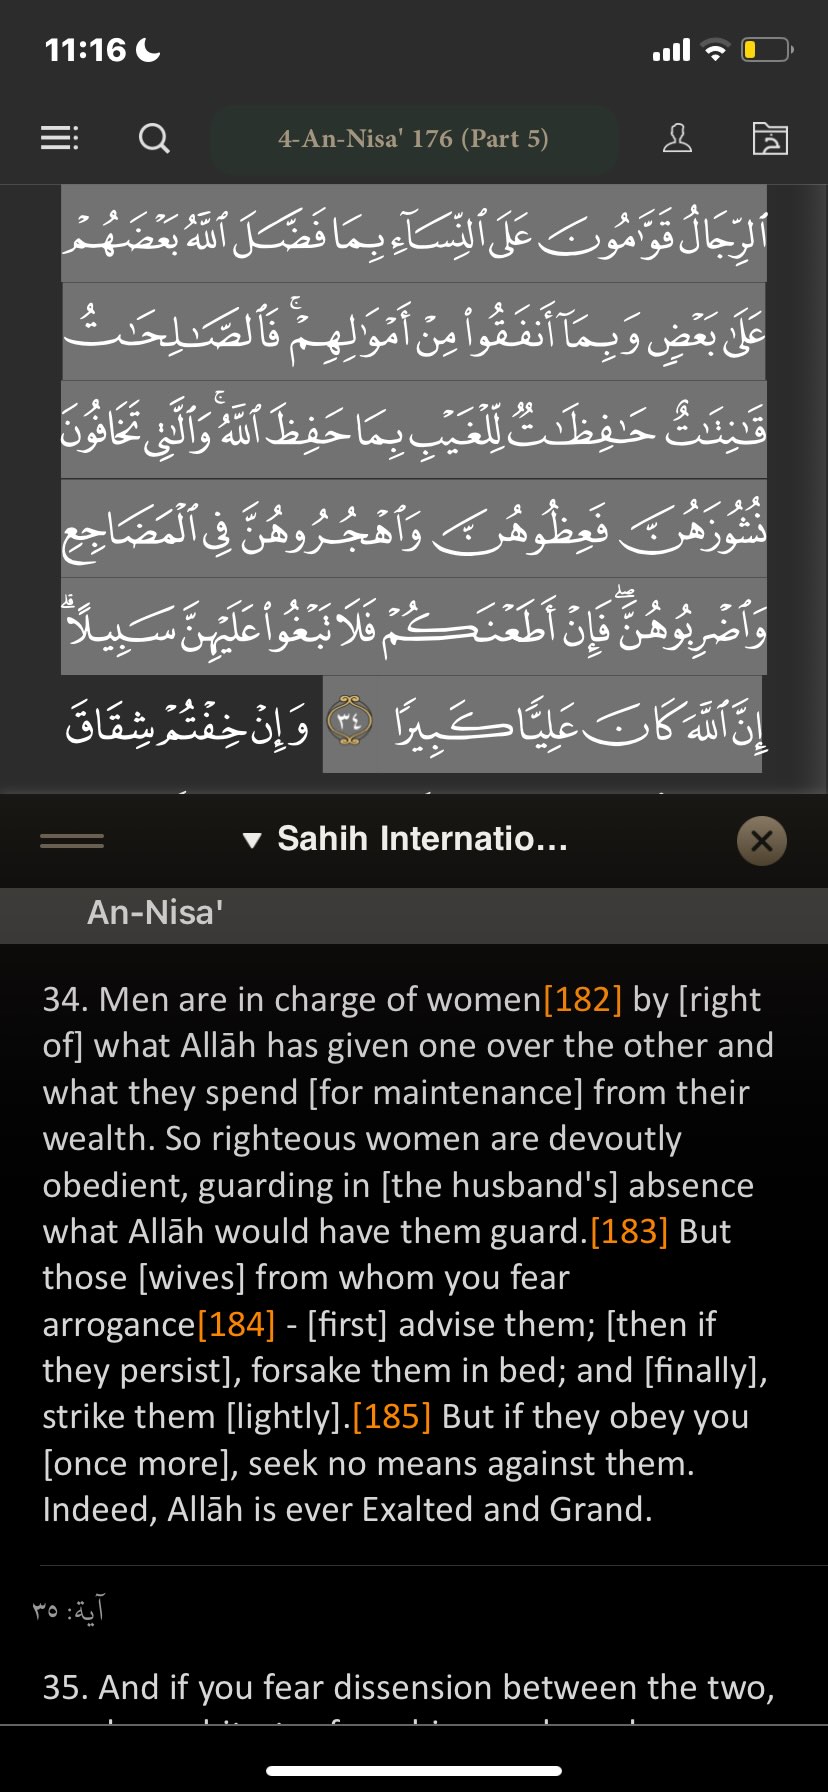 11:16
4-An-Nisa' 176 (Part 5)
ٱلرِّجَالُ قَوَّٰمُونَ عَلَى ٱلنِّسَآءِ بِمَا فَضَّلَ ٱللَّهُ بَعۡضَهُمۡ
عَلَىٰ بَعۡضٖ وَبِمَآ أَنفَقُواْ مِنۡ أَمۡوَٰلِهِمۡۚ فَٱلصَّٰلِحَٰتُ
قَٰنِتَٰتٌ حَٰفِظَٰتٞ لِّلۡغَيۡبِ بِمَا حَفِظَ ٱللَّهُۚ وَٱلَّٰتِي تَخَافُونَ
نُشُوزَهُنَّ فَعِظُوهُنَّ وَٱهۡجُرُوهُنَّ فِي ٱلۡمَضَاجِعِ
وَٱضۡرِبُوهُنَّۖ فَإِنۡ أَطَعۡنَكُمۡ فَلَا تَبۡغُواْ عَلَيۡهِنَّ سَبِيلًاۗ
إِنَّ ٱللَّهَ كَانَ عَلِيّٗا كَبِيرٗا ٣٤ وَإِنۡ خِفۡتُمۡ شِقَاقَ
▼ Sahih Internatio...
An-Nisa'
34. Men are in charge of women[182] by [right
of] what Allāh has given one over the other and
what they spend [for maintenance] from their
wealth. So righteous women are devoutly
obedient, guarding in [the husband's] absence
what Allāh would have them guard.[183] But
those [wives] from whom you fear
arrogance[184] - [first] advise them; [then if
they persist], forsake them in bed; and [finally],
strike them [lightly].[185] But if they obey you
[once more], seek no means against them.
Indeed, Allāh is ever Exalted and Grand.
آية: ٣٥
35. And if you fear dissension between the two,